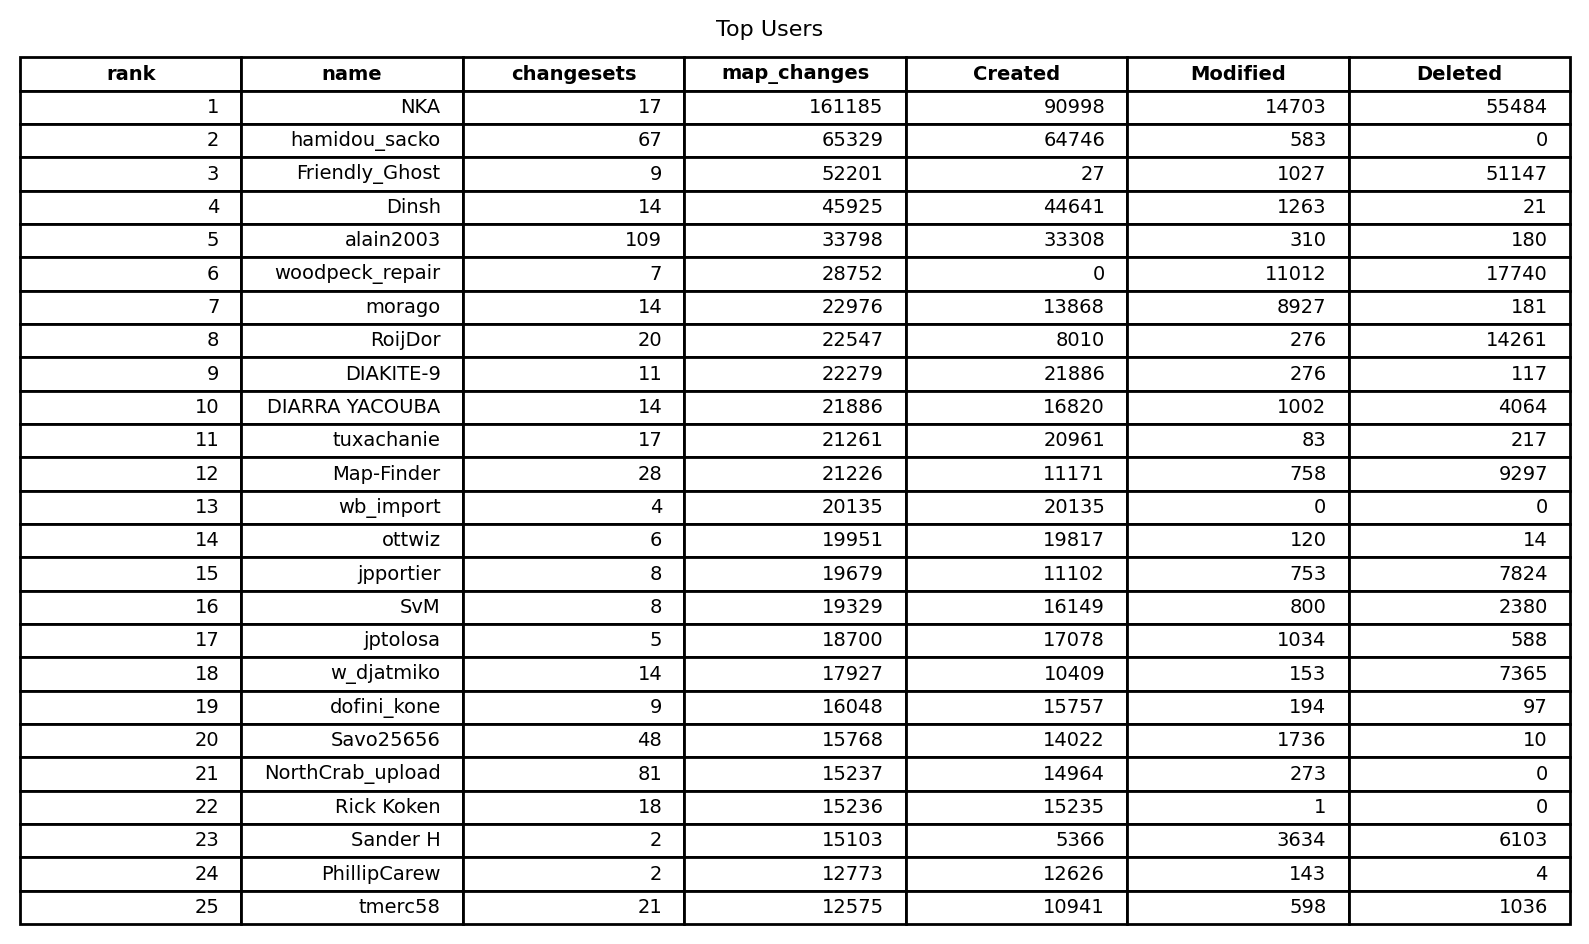 Top Users
rank name changesets map_changes Created Modified Deleted
1 NKA 17 161185 90998 14703 55484
2 hamidou_sacko 67 65329 64746 583 0
3 Friendly_Ghost 9 52201 27 1027 51147
4 Dinsh 14 45925 44641 1263 21
5 alain2003 109 33798 33308 310 180
6 woodpeck_repair 7 28752 0 11012 17740
7 morago 14 22976 13868 8927 181
8 RoijDor 20 22547 8010 276 14261
9 DIAKITE-9 11 22279 21886 276 117
10 DIARRA YACOUBA 14 21886 16820 1002 4064
11 tuxachanie 17 21261 20961 83 217
12 Map-Finder 28 21226 11171 758 9297
13 wb_import 4 20135 20135 0 0
14 ottwiz 6 19951 19817 120 14
15 jpportier 8 19679 11102 753 7824
16 SvM 8 19329 16149 800 2380
17 jptolosa 5 18700 17078 1034 588
18 w_djatmiko 14 17927 10409 153 7365
19 dofini_kone 9 16048 15757 194 97
20 Savo25656 48 15768 14022 1736 10
21 NorthCrab_upload 81 15237 14964 273 0
22 Rick Koken 18 15236 15235 1 0
23 Sander H 2 15103 5366 3634 6103
24 PhillipCarew 2 12773 12626 143 4
25 tmerc58 21 12575 10941 598 1036